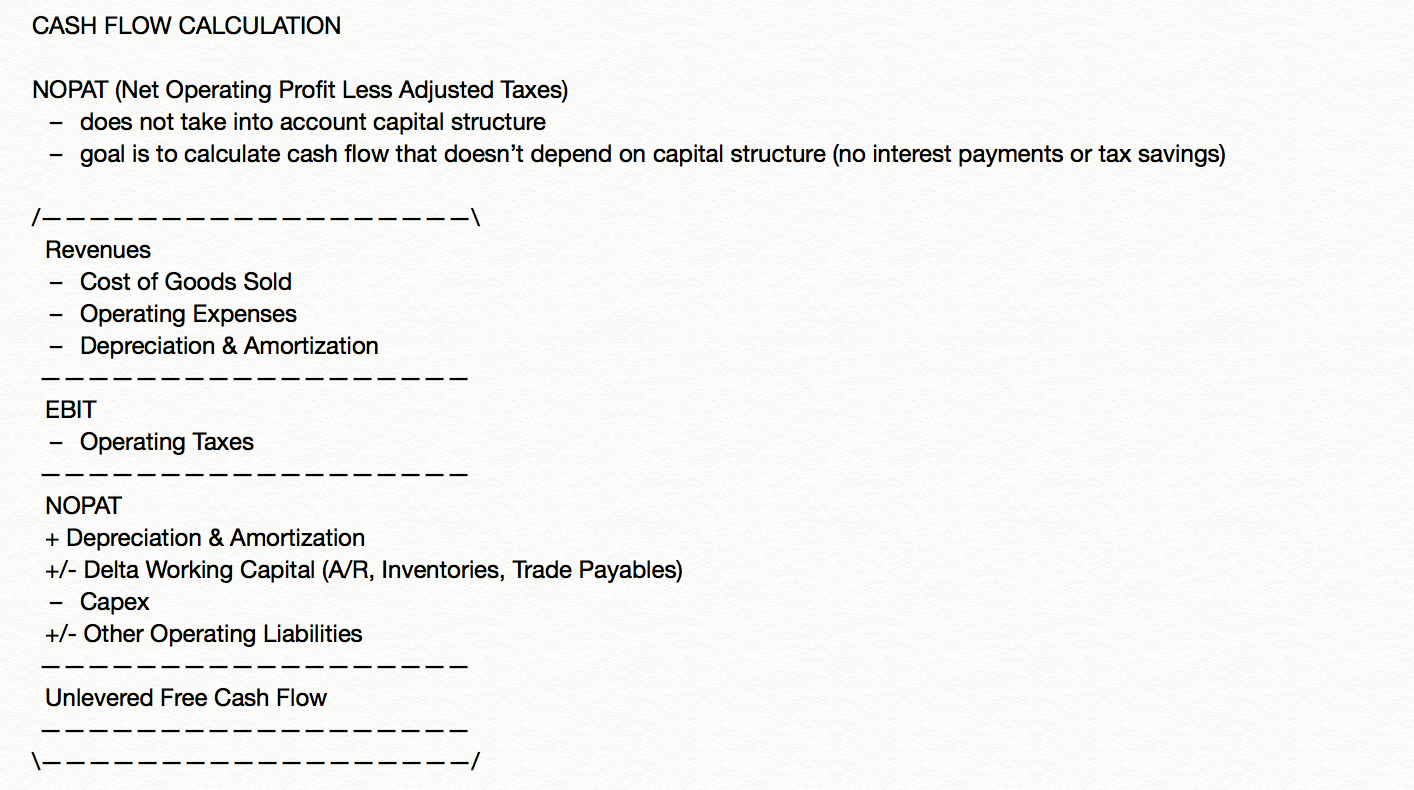 CASH FLOW CALCULATION
NOPAT (Net Operating Profit Less Adjusted Taxes)
– does not take into account capital structure
– goal is to calculate cash flow that doesn’t depend on capital structure (no interest payments or tax savings)
/— — — — — — — — — — — — — — — — — —\
Revenues
– Cost of Goods Sold
– Operating Expenses
– Depreciation & Amortization
— — — — — — — — — — — — — — — — — —
EBIT
– Operating Taxes
— — — — — — — — — — — — — — — — — —
NOPAT
+ Depreciation & Amortization
+/- Delta Working Capital (A/R, Inventories, Trade Payables)
– Capex
+/- Other Operating Liabilities
— — — — — — — — — — — — — — — — — —
Unlevered Free Cash Flow
— — — — — — — — — — — — — — — — — —
\— — — — — — — — — — — — — — — — — —/